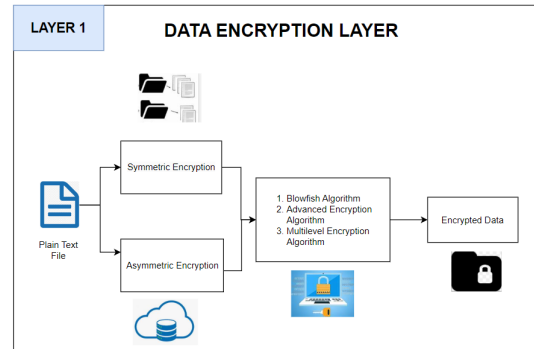 LAYER 1
DATA ENCRYPTION LAYER
Symmetric Encryption
Plain Text
File
Asymmetric Encryption
1. Blowfish Algorithm
2. Advanced Encryption
Algorithm
3. Multilevel Encryption
Algorithm
Encrypted Data